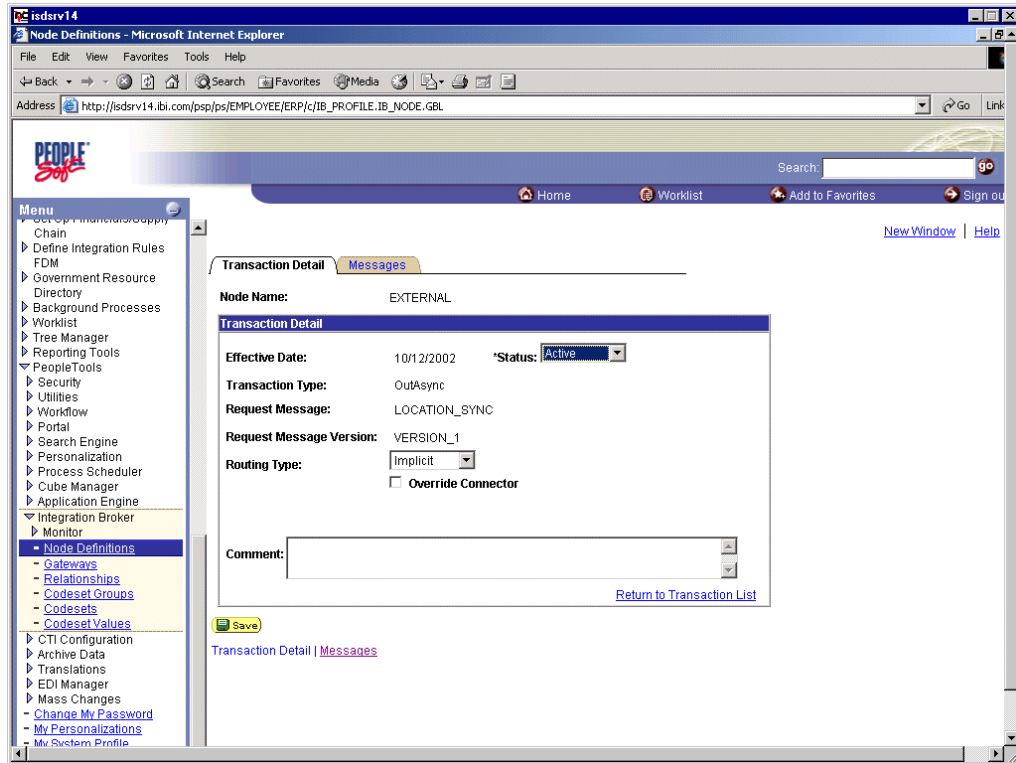 isdsrv14
Node Definitions - Microsoft Internet Explorer
File Edit View Favorites Tools Help
Back Search Favorites Media
Address http://isdsrv14.ibi.com/psp/ps/EMPLOYEE/ERP/c/IB_PROFILE.IB_NODE.GBL Go Link
PEOPLE
Soft
Search: go
Home Worklist Add to Favorites Sign ou
Menu
New Window | Help
Chain
Define Integration Rules
FDM
Government Resource
Directory
Background Processes
Worklist
Tree Manager
Reporting Tools
PeopleTools
Security
Utilities
Workflow
Portal
Search Engine
Personalization
Process Scheduler
Cube Manager
Application Engine
Integration Broker
Monitor
Node Definitions
Gateways
Relationships
Codeset Groups
Codesets
Codeset Values
CTI Configuration
Archive Data
Translations
EDI Manager
Mass Changes
Change My Password
My Personalizations
My System Profile
Transaction Detail Messages
Node Name: EXTERNAL
Transaction Detail
Effective Date: 10/12/2002 *Status: Active
Transaction Type: OutAsync
Request Message: LOCATION_SYNC
Request Message Version: VERSION_1
Routing Type: Implicit
Override Connector
Comment:
Return to Transaction List
Save
Transaction Detail | Messages